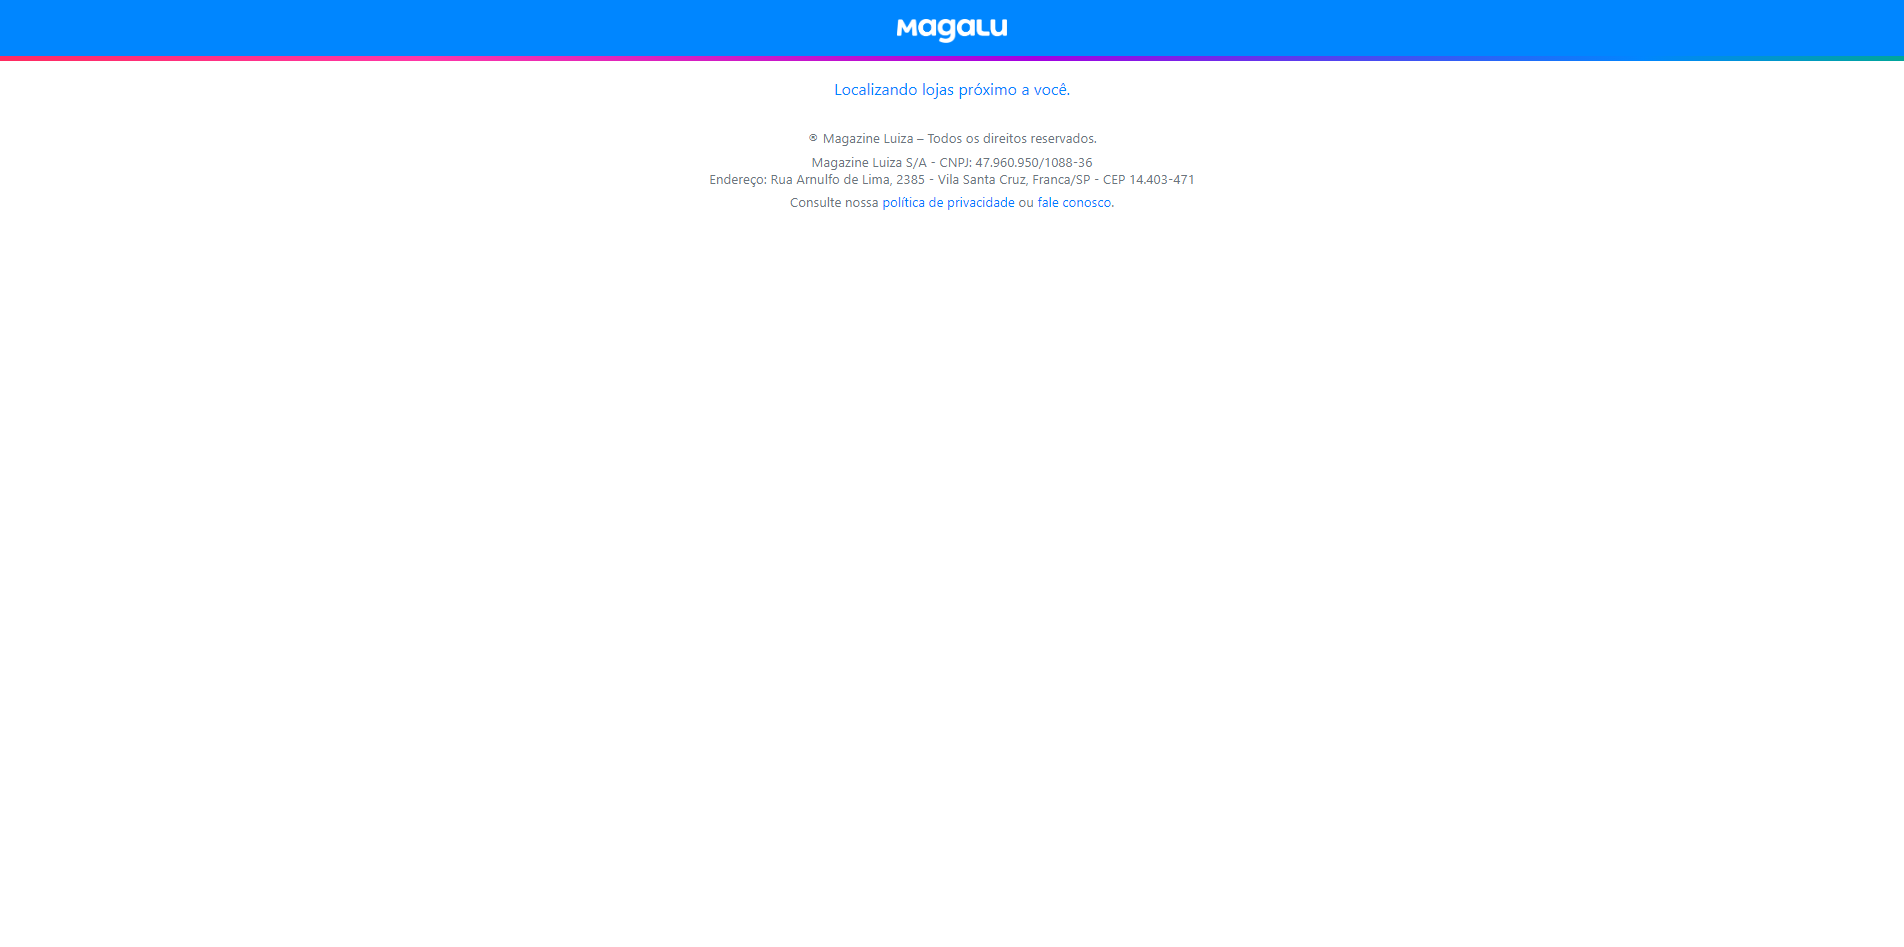 Magalu
Localizando lojas próximo a você.
® Magazine Luiza – Todos os direitos reservados.
Magazine Luiza S/A - CNPJ: 47.960.950/1088-36
Endereço: Rua Arnulfo de Lima, 2385 - Vila Santa Cruz, Franca/SP - CEP 14.403-471
Consulte nossa política de privacidade ou fale conosco.